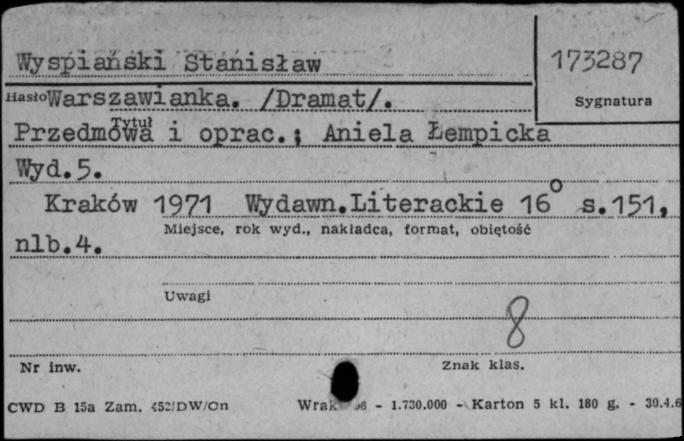 Wyspiański Stanisław
173287
Sygnatura
Hasło
Warszawianka. /Dramat/.
Tytuł
Przedmowa i oprac.; Aniela Łempicka
Wyd.5.
Kraków 1971 Wydawn.Literackie 16° s.151,
Miejsce, rok wyd., nakładca, format, objętość
nlb.4.
Uwagi
8
Nr inw.
Znak klas.
CWD B 15a Zam. 452/DW/On - 1.730.000 - Karton 5 kl. 180 g. - 30.4.6